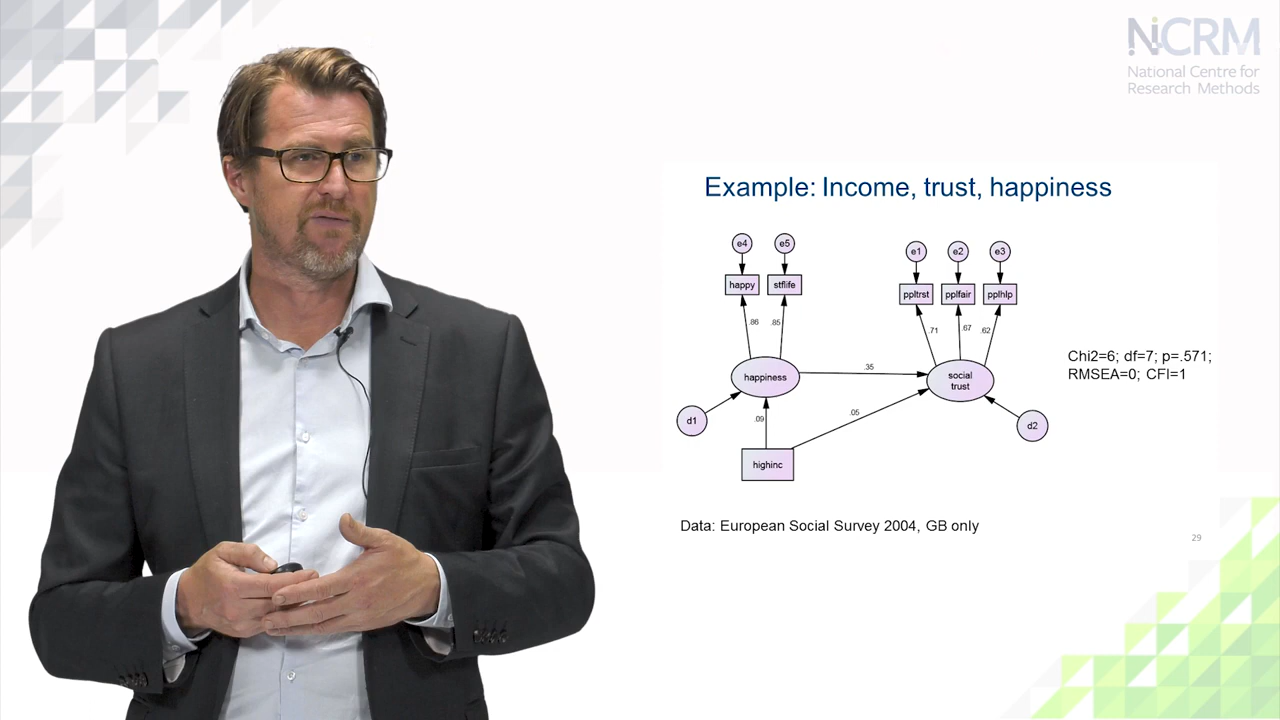 NCRM
National Centre for
Research Methods
Example: Income, trust, happiness
e4
e5
e1
e2
e3
happy
stflife
ppltrst
pplfair
pplhlp
.86
.85
.71
.67
.62
happiness
.35
social
trust
Chi2=6; df=7; p=.571;
RMSEA=0; CFI=1
d1
.09
.05
d2
highinc
Data: European Social Survey 2004, GB only
29